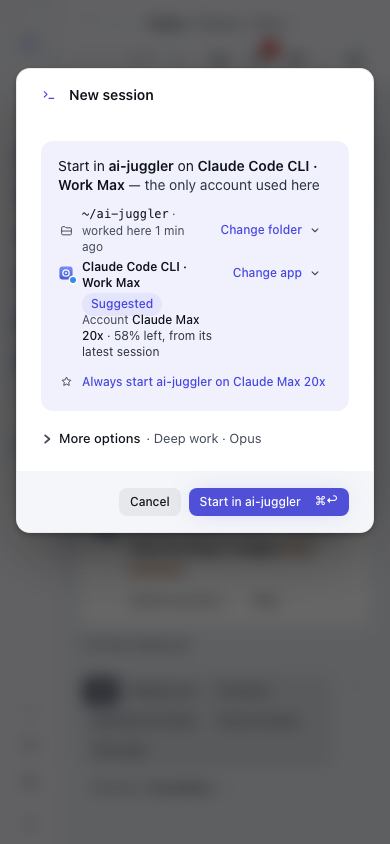 New session
Start in ai-juggler on Claude Code CLI ·
Work Max — the only account used here
~/ai-juggler ·
worked here 1 min
ago
Change folder
Claude Code CLI ·
Work Max
Change app
Suggested
Account Claude Max
20x · 58% left, from its
latest session
Always start ai-juggler on Claude Max 20x
More options · Deep work · Opus
Cancel
Start in ai-juggler ⌘↩